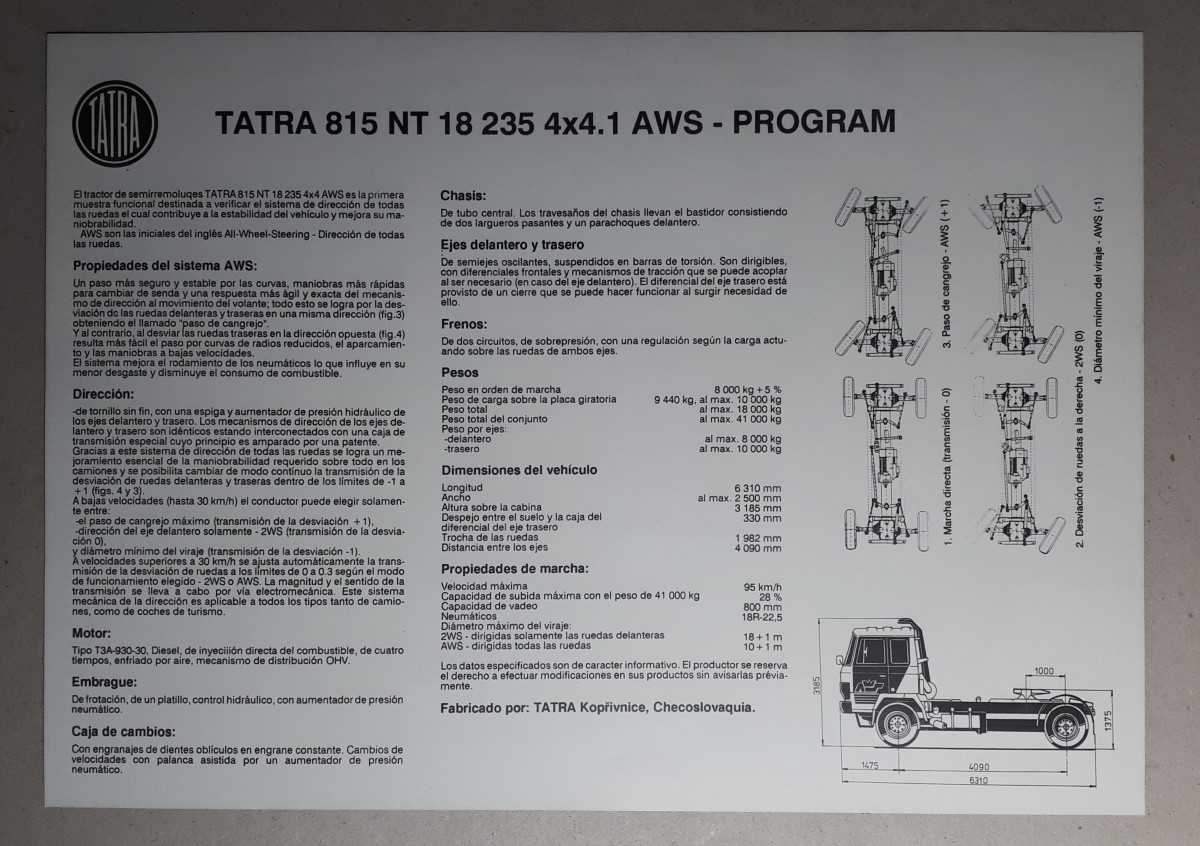 TATRA
TATRA 815 NT 18 235 4x4.1 AWS - PROGRAM
El tractor de semirremoluqes TATRA 815 NT 18 235 4x4 AWS es la primera
muestra funcional destinada a verificar el sistema de dirección de todas
las ruedas el cual contribuye a la estabilidad del vehículo y mejora su ma-
niobrabilidad.
AWS son las iniciales del inglés All-Wheel-Steering - Dirección de todas
las ruedas.
Propiedades del sistema AWS:
Un paso más seguro y estable por las curvas, maniobras más rápidas
para cambiar de senda y una respuesta más ágil y exacta del mecanis-
mo de dirección al movimiento del volante; todo esto se logra por la des-
viación dc las ruedas delanteras y traseras en una misma dirección (fig.3)
obteniendo el llamado "paso de cangrejo".
Y al contrario, al desviar las ruedas traseras en la dirección opuesta (fig.4)
resulta más fácil el paso por curvas de radios reducidos, el aparcamien-
to y las maniobras a bajas velocidades.
El sistema mejora el rodamiento de los neumáticos lo que influye en su
menor desgaste y disminuye el consumo de combustible.
Dirección:
-de tornillo sin fin, con una espiga y aumentador de presión hidráulico de
los ejes delantero y trasero. Los mecanismos de dirección de los ejes de-
lantero y trasero son idénticos estando interconectados con una caja de
transmisión especial cuyo principio es amparado por una patente.
Gracias a este sistema de dirección de todas las ruedas se logra un me-
joramiento esencial de la maniobrabilidad requerido sobre todo en los
camiones y se posibilita cambiar de modo contínuo la transmisión de la
desviación de ruedas delanteras y traseras dentro de los límites de -1 a
+ 1 (figs. 4 y 3).
A bajas velocidades (hasta 30 km/h) el conductor puede elegir solamen-
te entre:
-el paso de cangrejo máximo (transmisión de la desviación + 1),
-dirección del eje delantero solamente - 2WS (transmisión de la desvia-
ción 0),
y diámetro mínimo del viraje (transmisión de la desviación -1).
A velocidades superiores a 30 km/h se ajusta automáticamente la trans-
misión de la desviación de ruedas a los límites de 0 a 0.3 según el modo
de funcionamiento elegido - 2WS o AWS. La magnitud y el sentido de la
transmisión se lleva a cabo por vía electromecánica. Este sistema
mecánica de la dirección es aplicable a todos los tipos tanto de camio-
nes, como de coches de turismo.
Motor:
Tipo T3A-930-30, Diesel, de inyeciiión directa del combustible, de cuatro
tiempos, enfriado por aire, mecanismo de distribución OHV.
Embrague:
De frotación, de un platillo, control hidráulico, con aumentador de presión
neumático.
Caja de cambios:
Con engranajes de dientes oblículos en engrane constante. Cambios de
velocidades con palanca asistida por un aumentador de presión
neumático.
Chasis:
De tubo central. Los travesaños del chasis llevan el bastidor consistiendo
de dos largueros pasantes y un parachoques delantero.
Ejes delantero y trasero
De semiejes oscilantes, suspendidos en barras de torsión. Son dirigibles,
con diferenciales frontales y mecanismos de tracción que se puede acoplar
al ser necesario (en caso del eje delantero). El diferencial del eje trasero está
provisto de un cierre que se puede hacer funcionar al surgir necesidad de
ello.
Frenos:
De dos circuitos, de sobrepresión, con una regulación según la carga actu-
ando sobre las ruedas de ambos ejes.
Pesos
Peso en orden de marcha 8 000 kg + 5 %
Peso de carga sobre la placa giratoria 9 440 kg, al max. 10 000 kg
Peso total al max. 18 000 kg
Peso total del conjunto al max. 41 000 kg
Peso por ejes:
-delantero al max. 8 000 kg
-trasero al max. 10 000 kg
Dimensiones del vehículo
Longitud 6 310 mm
Ancho al max. 2 500 mm
Altura sobre la cabina 3 185 mm
Despejo entre el suelo y la caja del 330 mm
diferencial del eje trasero
Trocha de las ruedas 1 982 mm
Distancia entre los ejes 4 090 mm
Propiedades de marcha:
Velocidad máxima 95 km/h
Capacidad de subida máxima con el peso de 41 000 kg 28 %
Capacidad de vadeo 800 mm
Neumáticos 18R-22,5
Diámetro máximo del viraje:
2WS - dirigidas solamente las ruedas delanteras 18 + 1 m
AWS - dirigidas todas las ruedas 10 + 1 m
Los datos especificados son de caracter informativo. El productor se reserva
el derecho a efectuar modificaciones en sus productos sin avisarlas prévia-
mente.
Fabricado por: TATRA Kopřivnice, Checoslovaquia.
3. Paso de cangrejo - AWS (+ 1)
4. Diámetro mínimo del viraje - AWS (-1)
1. Marcha directa (transmisión - 0)
2. Desviación de ruedas a la derecha - 2WS (0)
3185
1000
1375
1475
4090
6310